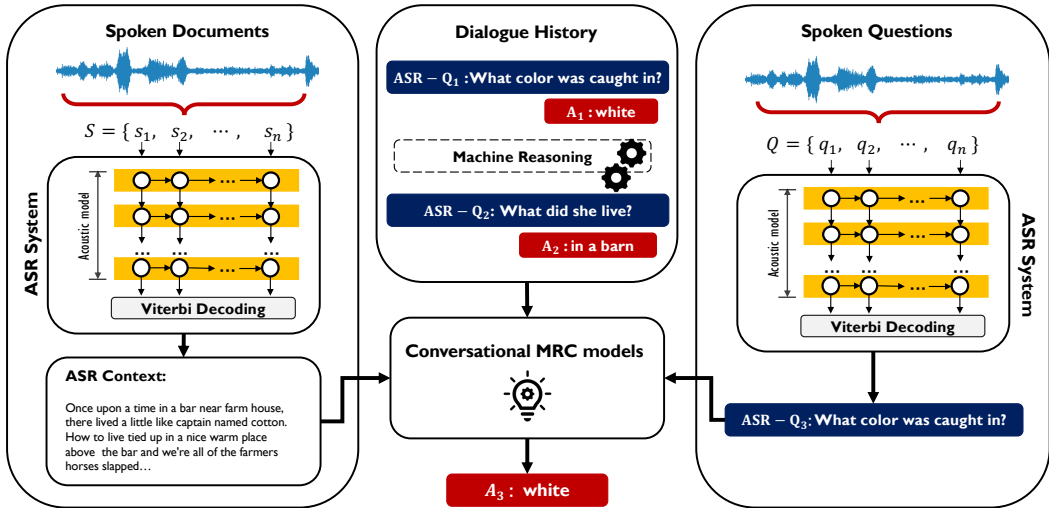 Spoken Documents
S = { s₁, s₂, ⋯ , sₙ }
ASR System
Acoustic model
...
...
...
...
...
Viterbi Decoding
ASR Context:
Once upon a time in a bar near farm house,
there lived a little like captain named cotton.
How to live tied up in a nice warm place
above the bar and we're all of the farmers
horses slapped...
Dialogue History
ASR − Q₁ : What color was caught in?
A₁ : white
Machine Reasoning
ASR − Q₂: What did she live?
A₂ : in a barn
Conversational MRC models
A₃ : white
Spoken Questions
Q = { q₁, q₂, ⋯ , qₙ }
Acoustic model
ASR System
...
...
...
...
...
Viterbi Decoding
ASR − Q₃: What color was caught in?